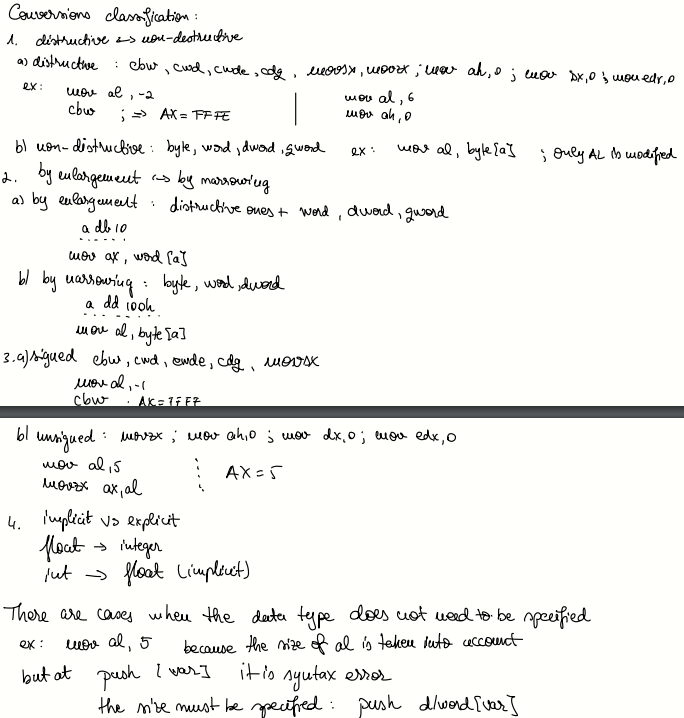 Conversions classification:
1. distructive <-> non-destructive
a) distructive : cbw, cwd, cwde, cdq, movsx, movzx ; mov ah,0 ; mov dx,0 ; mov edx,0
ex: mov al, -2 | mov al, 6
cbw ; => AX = FFFE | mov ah, 0
b) non-distructive: byte, word, dword, qword ex: mov al, byte[a] ; only AL is modified
2. by enlargement <-> by narrowing
a) by enlargement : distructive ones + word, dword, qword
a db 10
mov ax, word [a]
b) by narrowing : byte, word, dword
a dd 100h
mov al, byte [a]
3. a) signed cbw, cwd, cwde, cdq, movsx
mov al, -1
cbw : AX = FFFF
b) unsigned : movzx ; mov ah,0 ; mov dx,0 ; mov edx,0
mov al, 5
movzx ax, al AX = 5
4. implicit vs explicit
float -> integer
int -> float (implicit)
There are cases when the data type does not need to be specified
ex: mov al, 5 because the size of al is taken into account
but at push [var] it is syntax error
the size must be specified : push d/word [var]